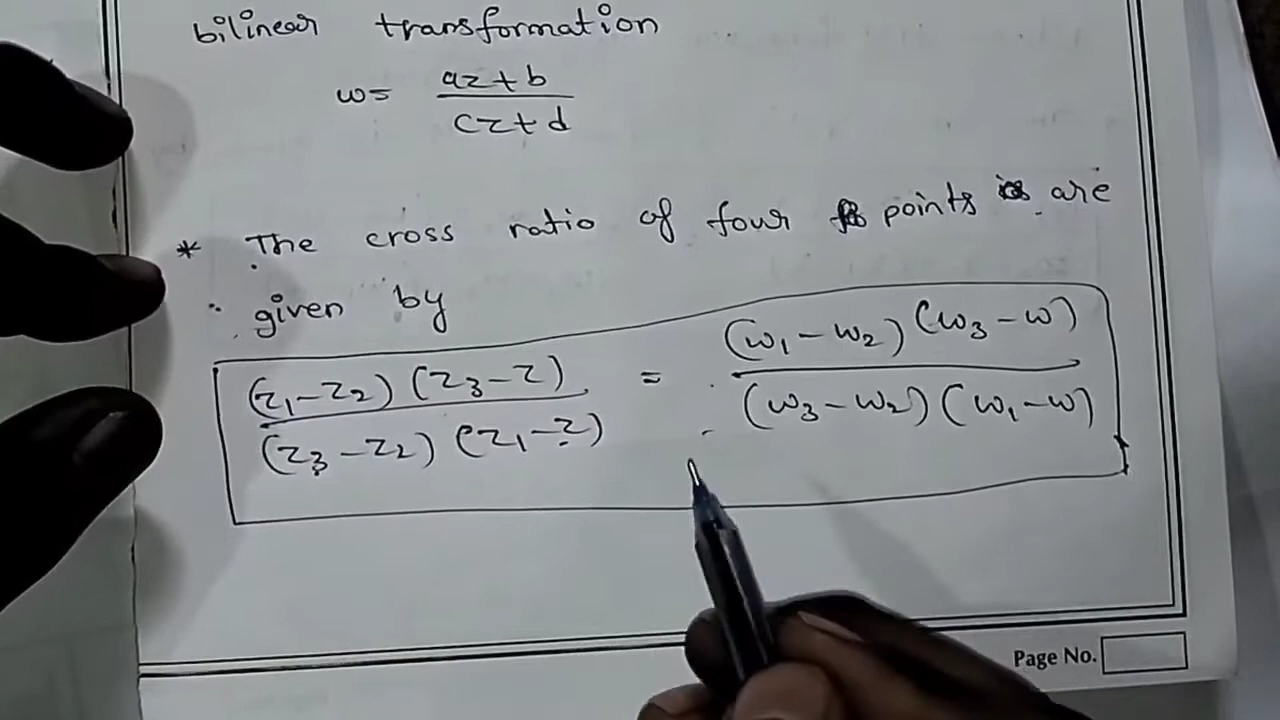 bilinear transformation
w= az+b
cz+d
* The cross ratio of four points are
given by
(z₁-z₂) (z₃-z) = (w₁-w₂) (w₃-w)
(z₃-z₂) (z₁-z) (w₃-w₂) (w₁-w)
Page No.